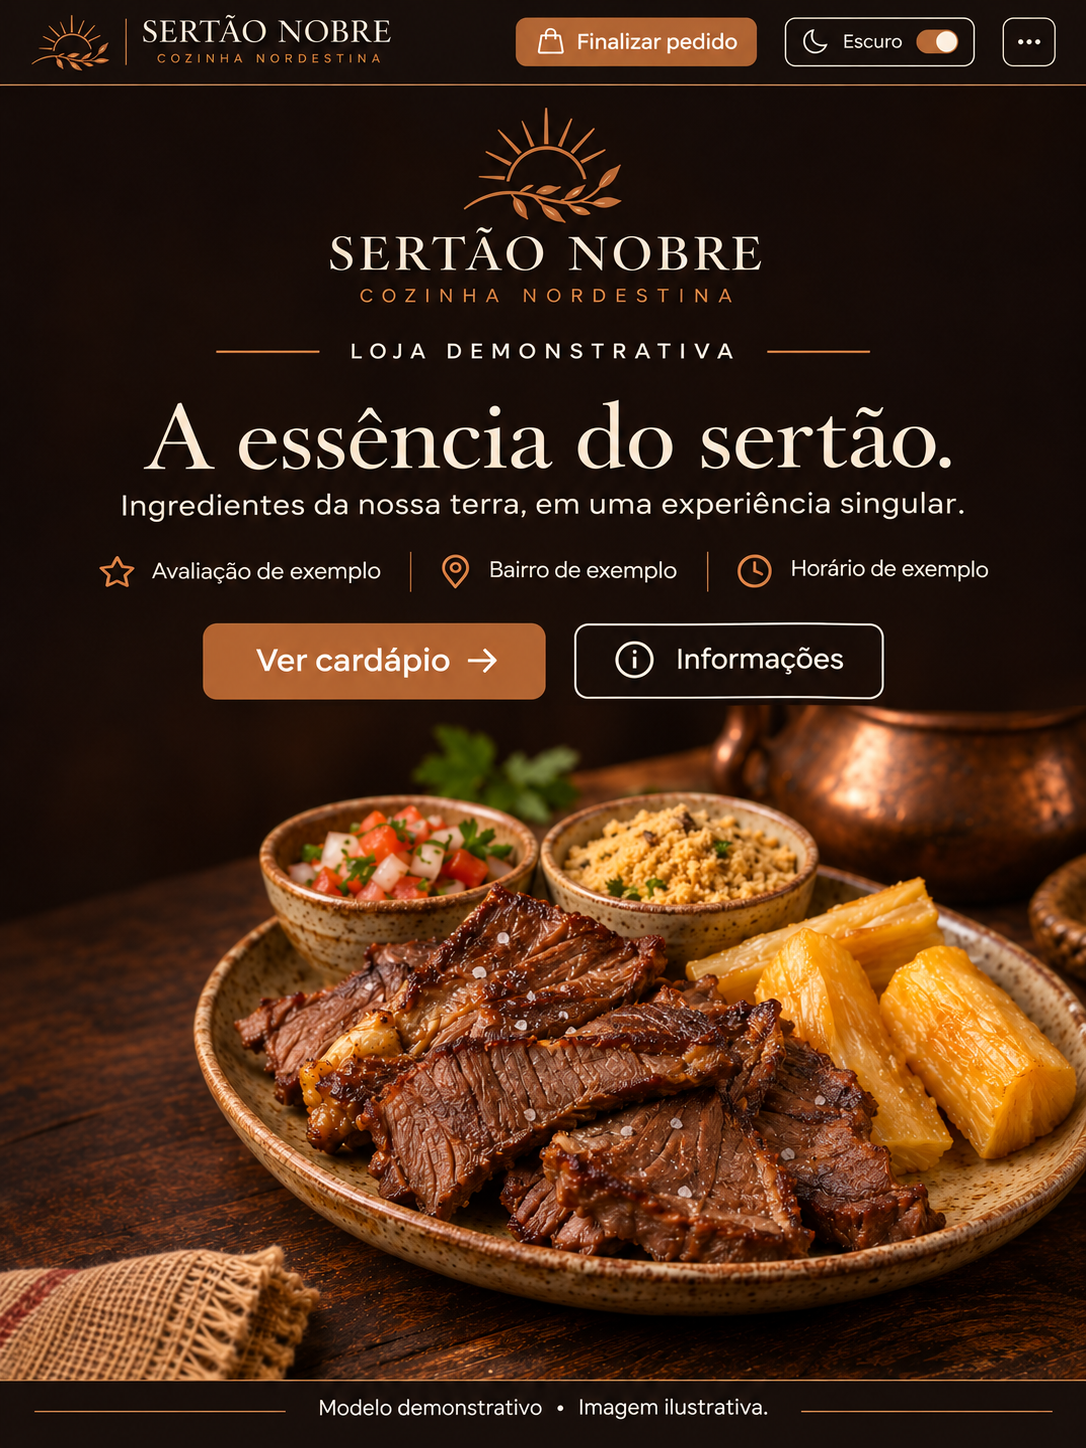 SERTÃO NOBRE
COZINHA NORDESTINA
Finalizar pedido
Escuro
SERTÃO NOBRE
COZINHA NORDESTINA
LOJA DEMONSTRATIVA
A essência do sertão.
Ingredientes da nossa terra, em uma experiência singular.
Avaliação de exemplo
Bairro de exemplo
Horário de exemplo
Ver cardápio →
Informações
Modelo demonstrativo • Imagem ilustrativa.